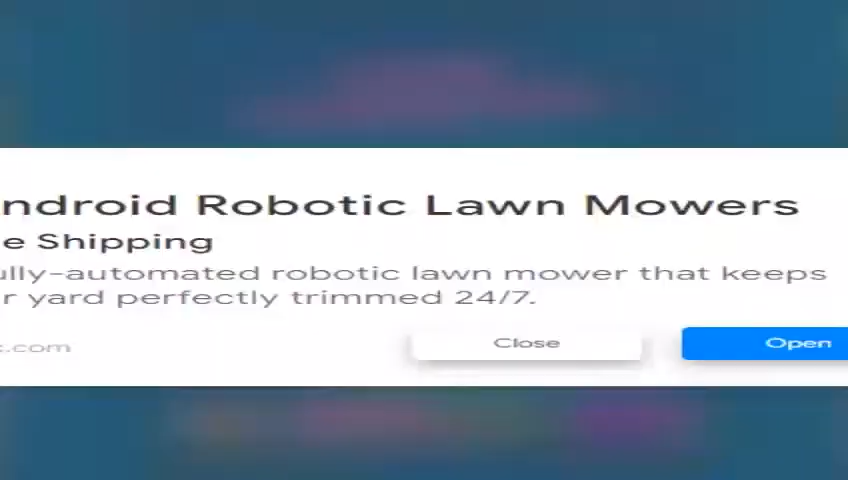 ndroid Robotic Lawn Mowers
e Shipping
ully-automated robotic lawn mower that keeps
r yard perfectly trimmed 24/7.
c.com
Close
Open